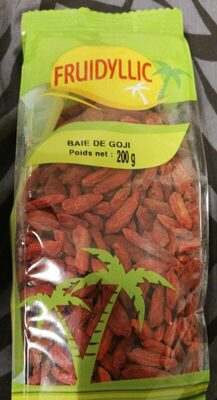 FRUIDYLLIC
BAIE DE GOJI
Poids net : 200 g